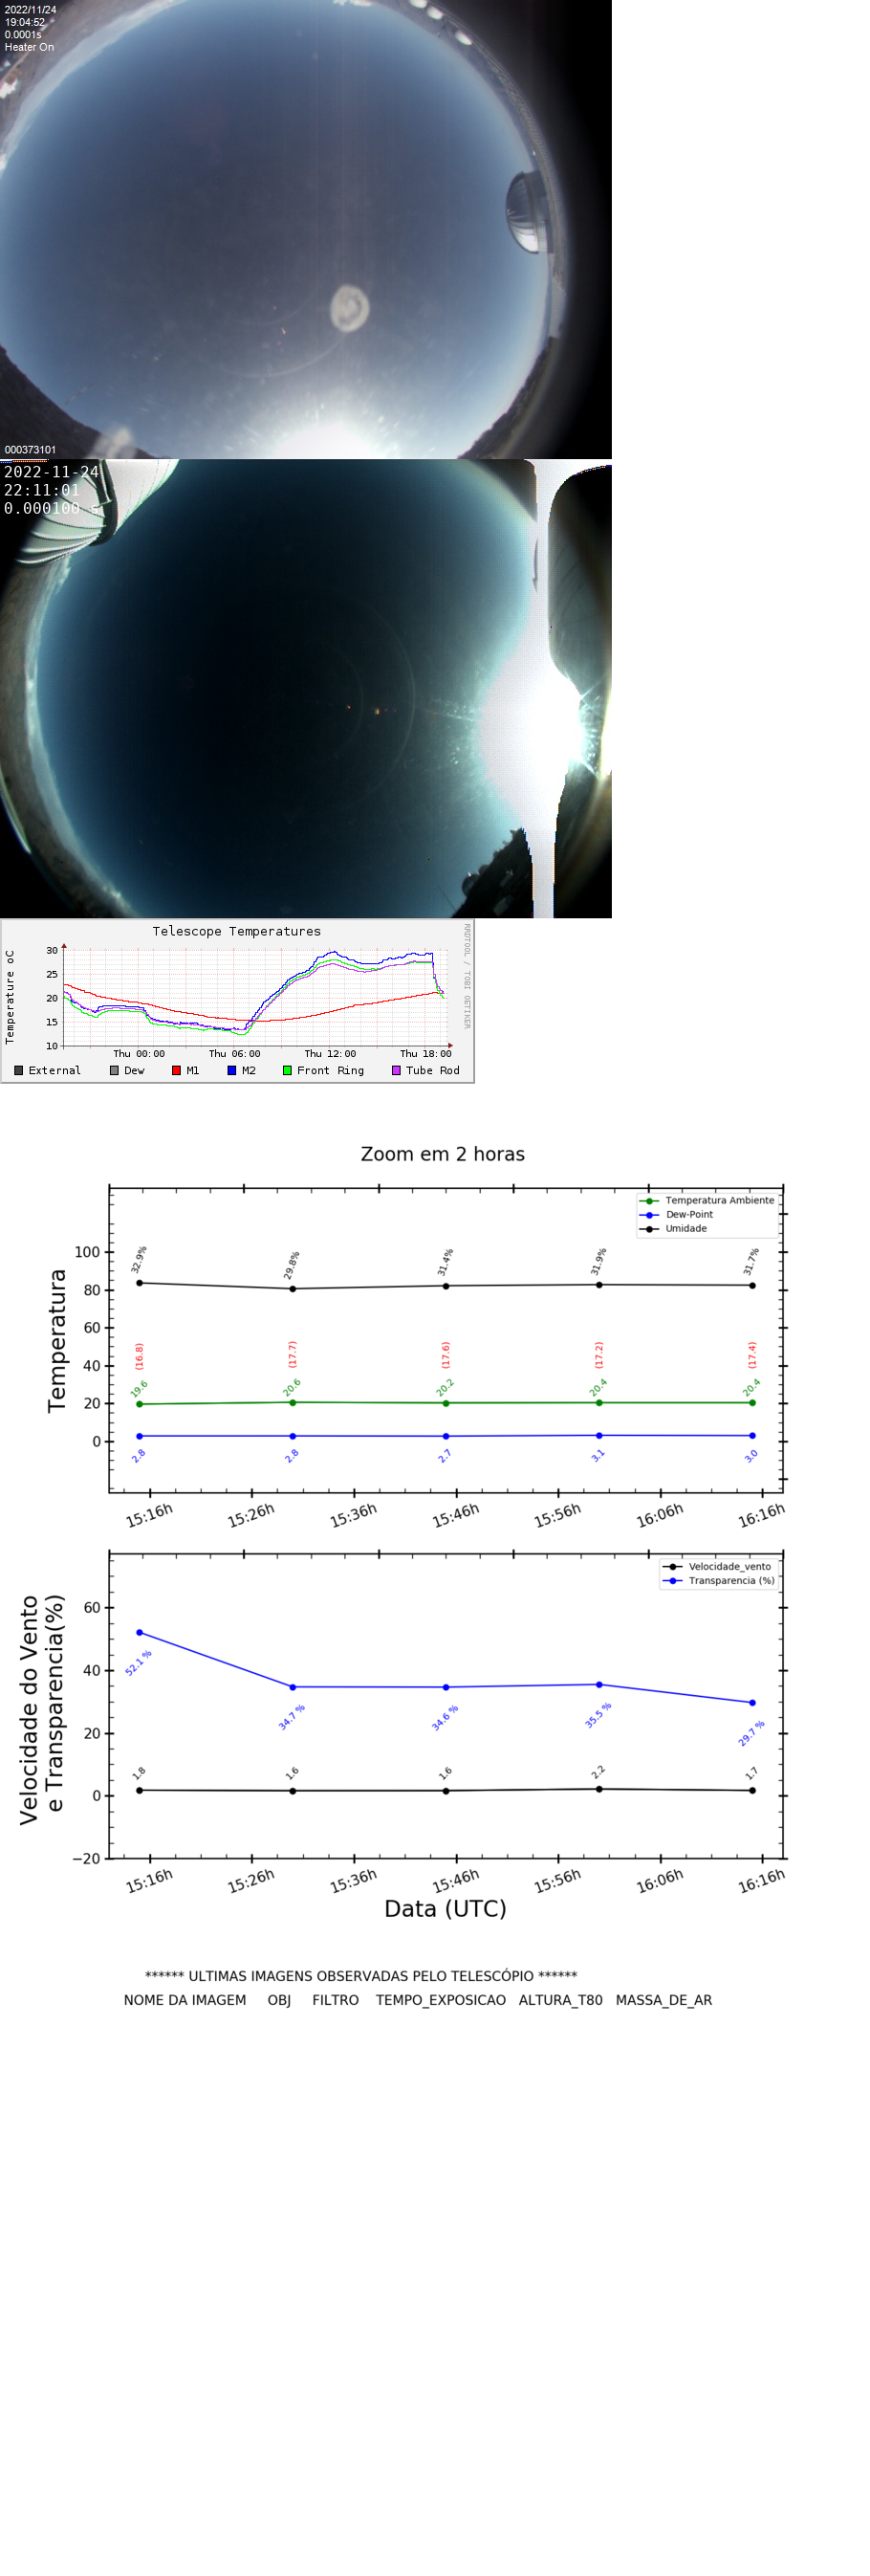 2022/11/24
19:04:52
0.0001s
Heater On
000373101
2022-11-24
22:11:01
0.000100 s
Telescope Temperatures
RRDTOOL / TOBI OETIKER
Temperature oC
30
25
20
15
10
Thu 00:00 Thu 06:00 Thu 12:00 Thu 18:00
External Dew M1 M2 Front Ring Tube Rod
Zoom em 2 horas
Temperatura Ambiente
Dew-Point
Umidade
Temperatura
100
80
60
40
20
0
32.9% 29.8% 31.4% 31.9% 31.7%
(16.8) (17.7) (17.6) (17.2) (17.4)
19.6 20.6 20.2 20.4 20.4
2.8 2.8 2.7 3.1 3.0
15:16h 15:26h 15:36h 15:46h 15:56h 16:06h 16:16h
Velocidade_vento
Transparencia (%)
Velocidade do Vento
e Transparencia(%)
60
40
20
0
−20
52.1 % 34.7 % 34.6 % 35.5 % 29.7 %
1.8 1.6 1.6 2.2 1.7
15:16h 15:26h 15:36h 15:46h 15:56h 16:06h 16:16h
Data (UTC)
****** ULTIMAS IMAGENS OBSERVADAS PELO TELESCÓPIO ******
NOME DA IMAGEM OBJ FILTRO TEMPO_EXPOSICAO ALTURA_T80 MASSA_DE_AR